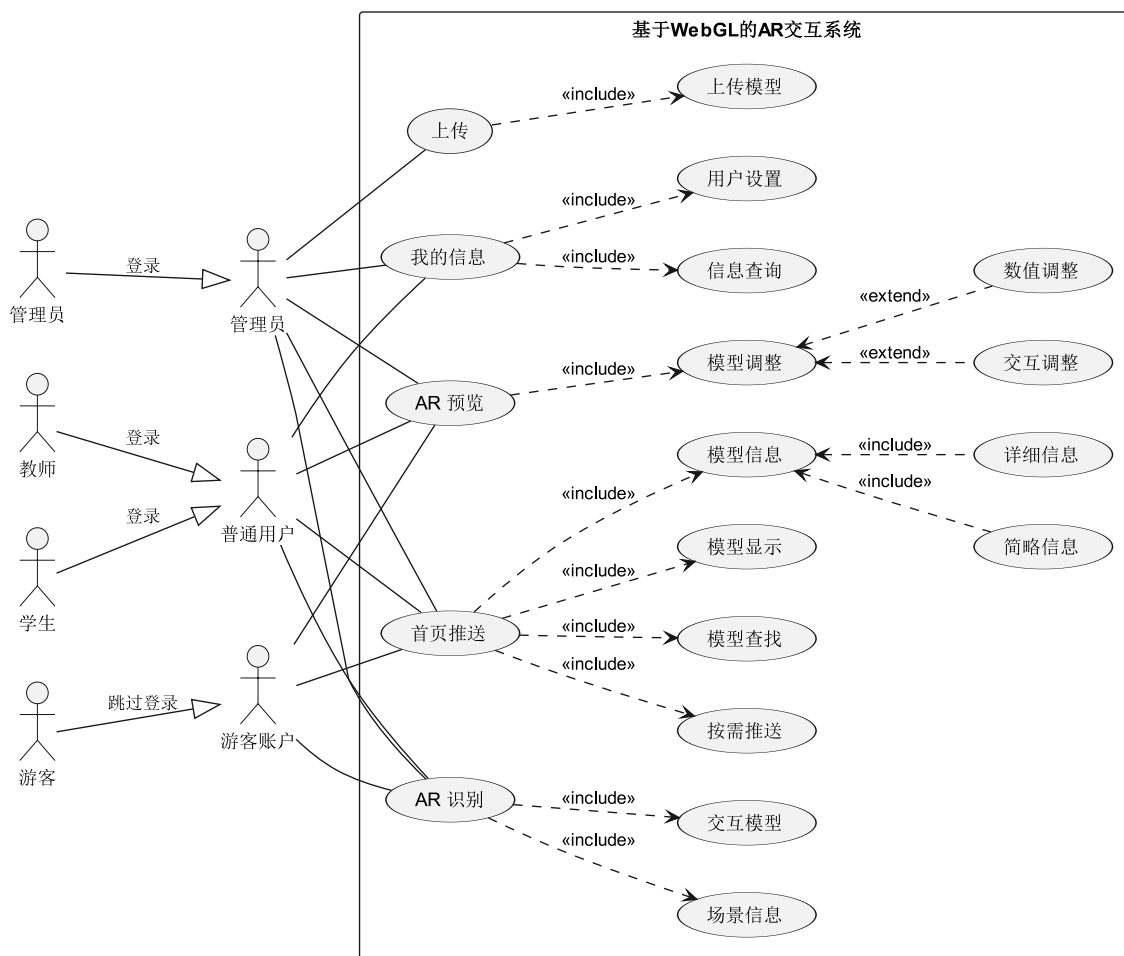 基于WebGL的AR交互系统
«include»
上传模型
上传
«include»
用户设置
我的信息
«include»
信息查询
数值调整
«extend»
登录
管理员
管理员
«include»
模型调整
«extend»
交互调整
AR 预览
登录
教师
«include»
模型信息
«include»
详细信息
«include»
简略信息
登录
普通用户
«include»
模型显示
学生
首页推送
«include»
模型查找
«include»
按需推送
跳过登录
游客账户
游客
AR 识别
«include»
交互模型
«include»
场景信息